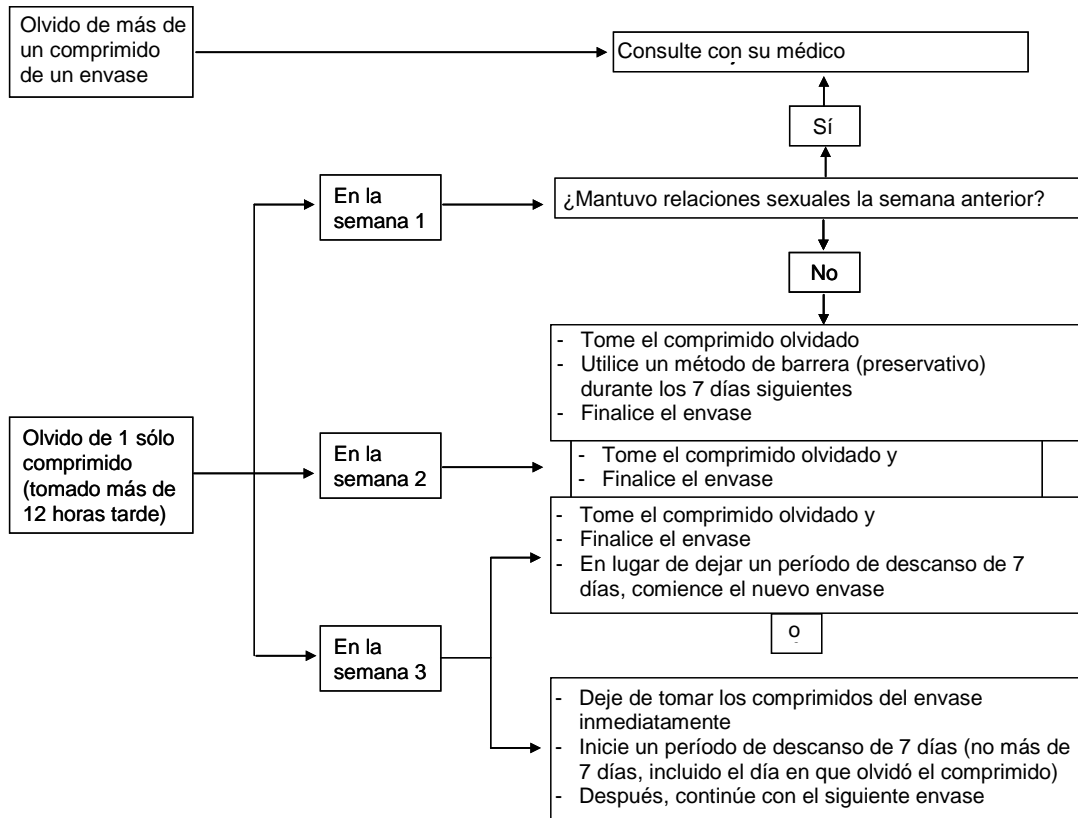 Olvido de más de
un comprimido
de un envase
Consulte con su médico
Sí
En la
semana 1
¿Mantuvo relaciones sexuales la semana anterior?
No
- Tome el comprimido olvidado
- Utilice un método de barrera (preservativo)
durante los 7 días siguientes
- Finalice el envase
Olvido de 1 sólo
comprimido
(tomado más de
12 horas tarde)
En la
semana 2
- Tome el comprimido olvidado y
- Finalice el envase
- Tome el comprimido olvidado y
- Finalice el envase
- En lugar de dejar un período de descanso de 7
días, comience el nuevo envase
o
En la
semana 3
- Deje de tomar los comprimidos del envase
inmediatamente
- Inicie un período de descanso de 7 días (no más de
7 días, incluido el día en que olvidó el comprimido)
- Después, continúe con el siguiente envase